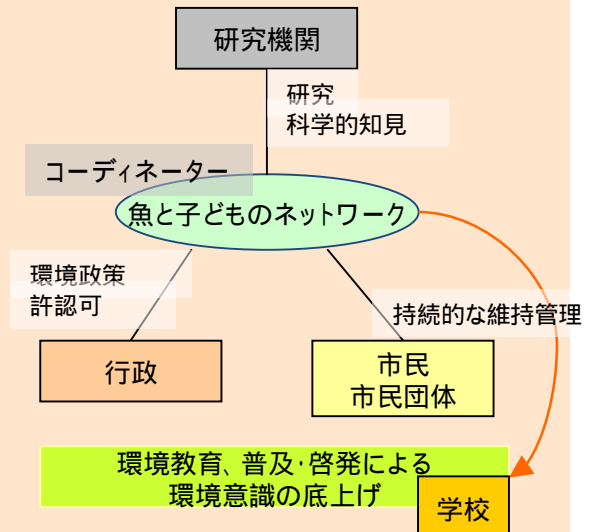 研究機関
研究
科学的知見
コーディネーター
魚と子どものネットワーク
環境政策
許認可
持続的な維持管理
行政
市民
市民団体
環境教育、普及・啓発による
環境意識の底上げ
学校